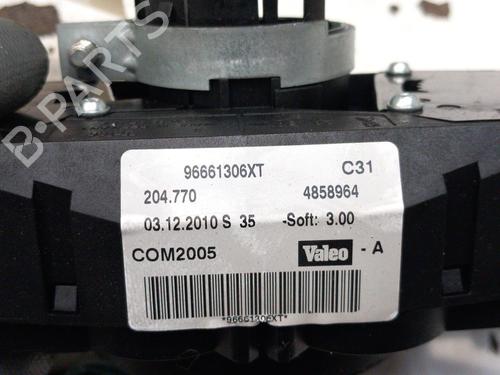 B-PARTS
96661306XT C31
204.770 4858964
03.12.2010 S 35 -Soft: 3.00
COM2005 Valeo - A
*96661306XT*